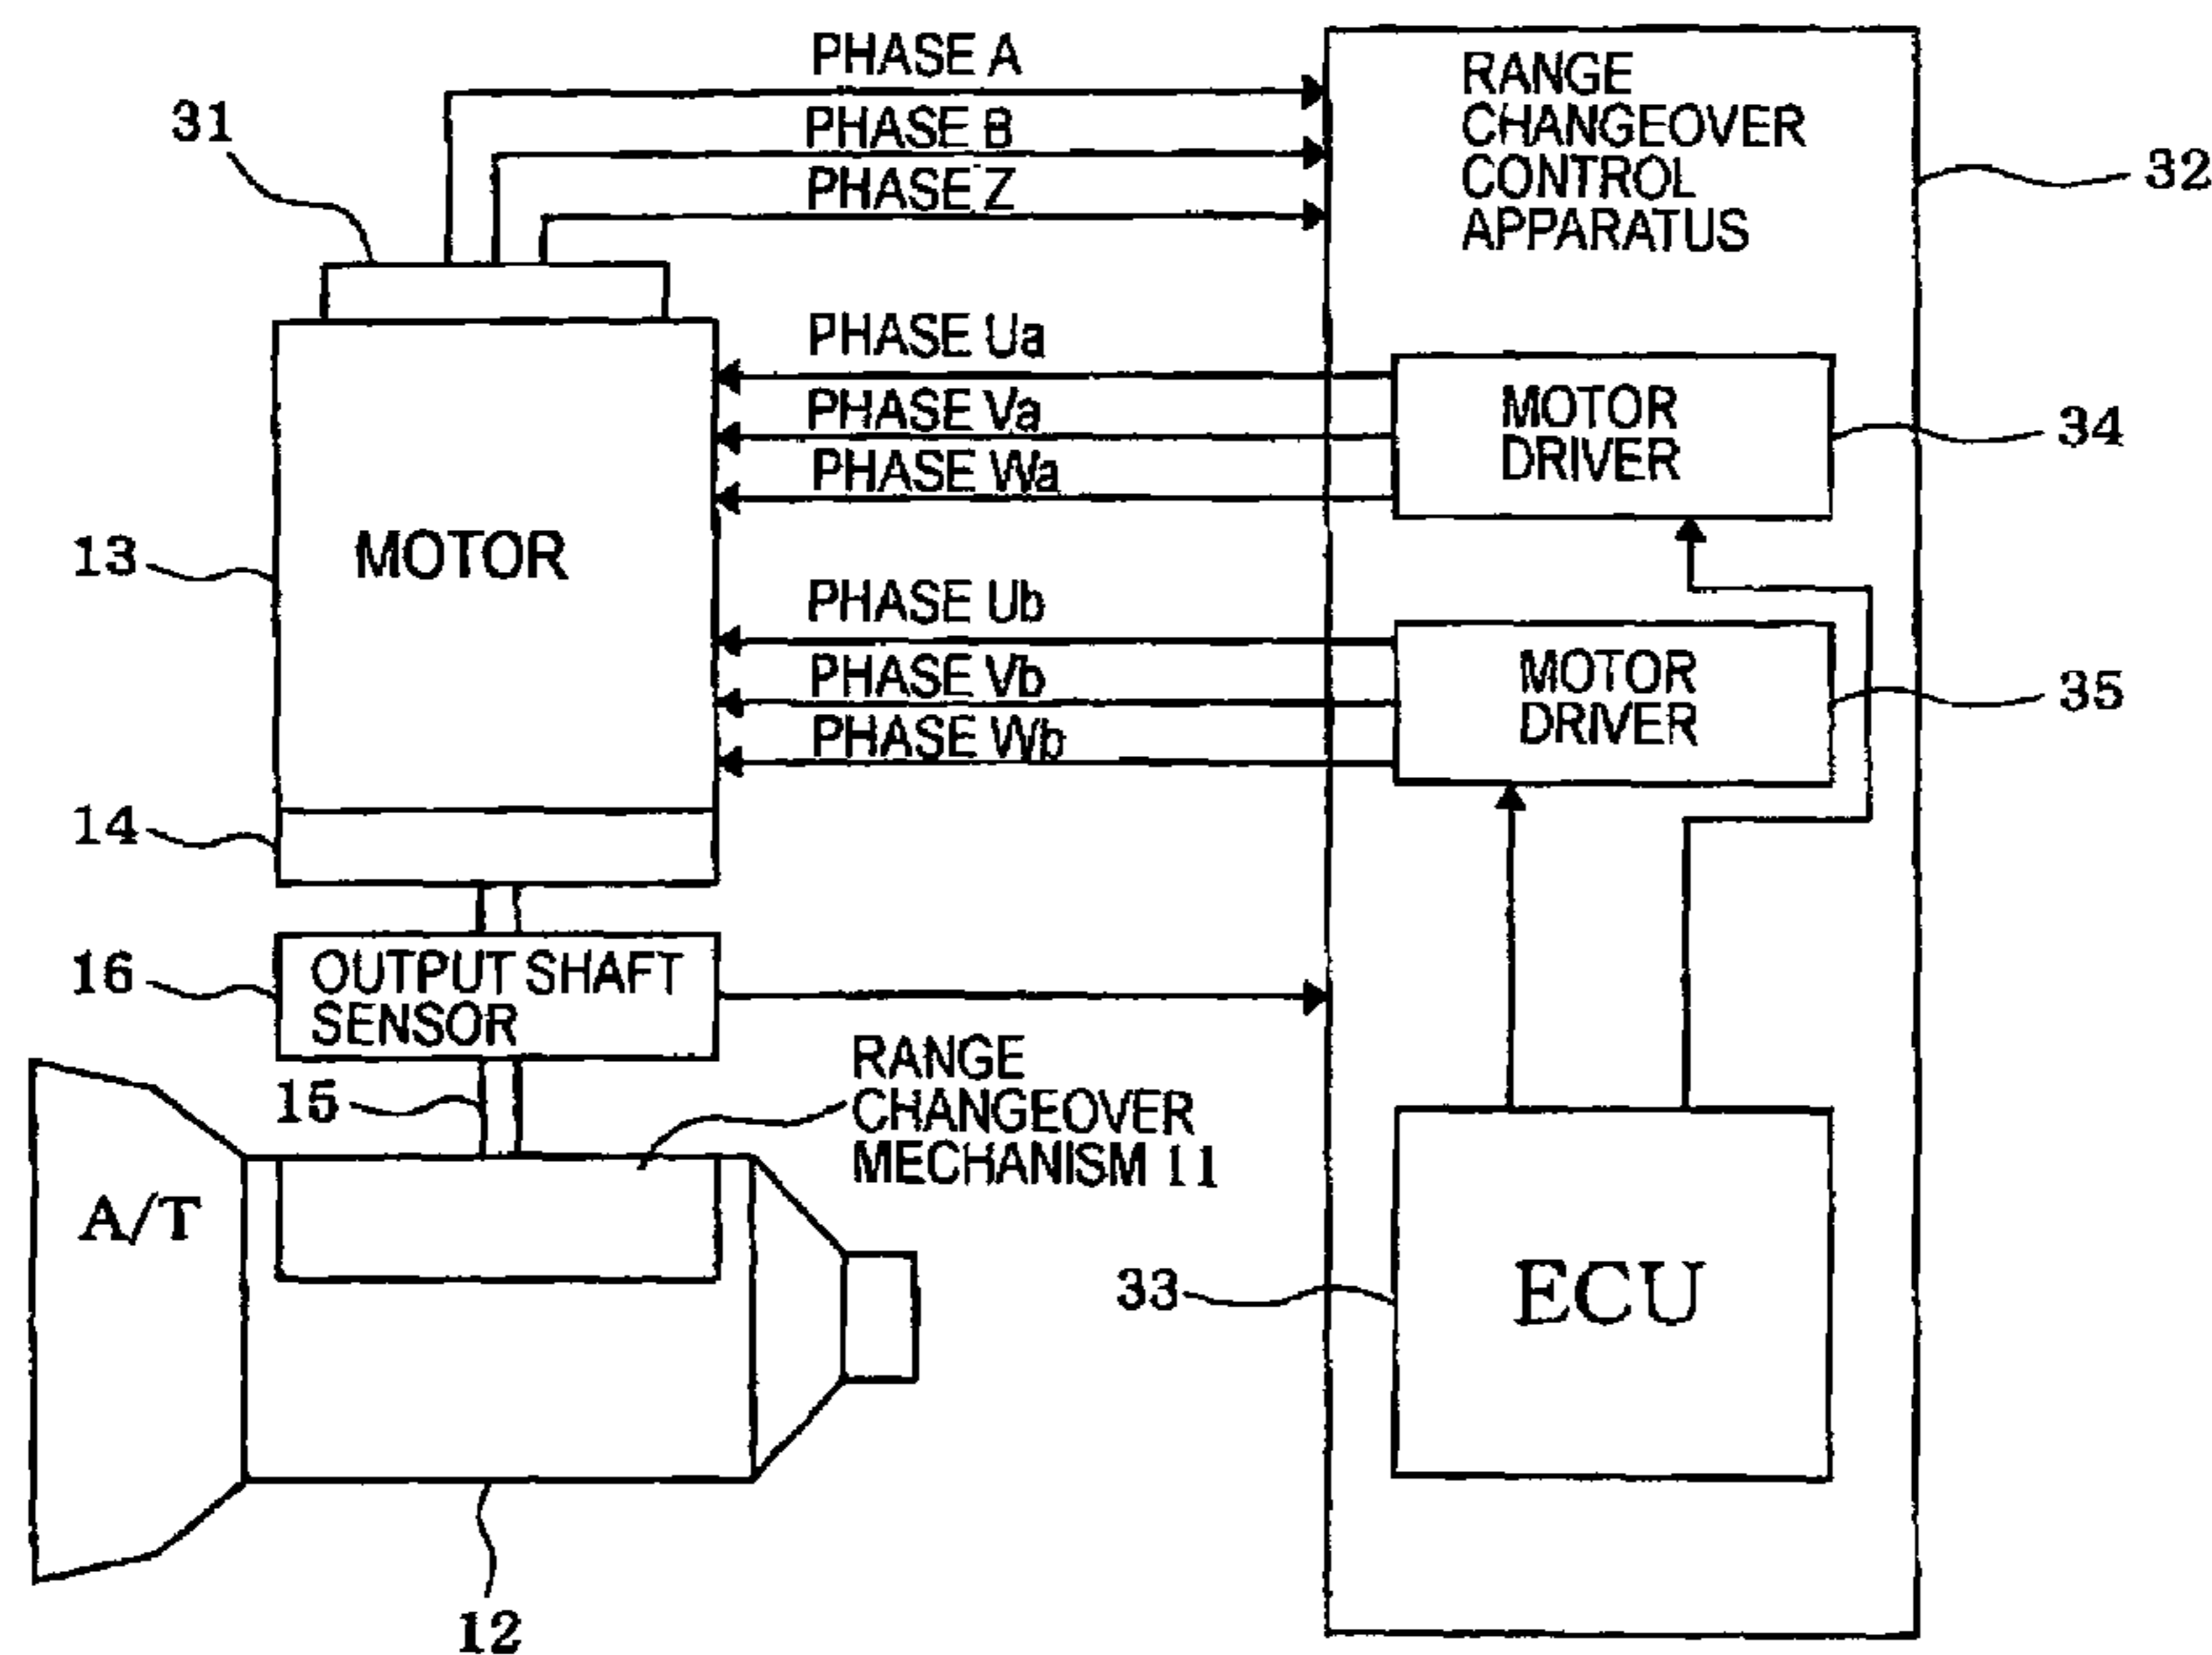 PHASE A
PHASE B
PHASE Z
31
RANGE
CHANGEOVER
CONTROL
APPARATUS
32
PHASE Ua
PHASE Va
PHASE Wa
MOTOR
DRIVER
34
13
MOTOR
PHASE Ub
PHASE Vb
PHASE Wb
MOTOR
DRIVER
35
14
16
OUTPUT SHAFT
SENSOR
15
RANGE
CHANGEOVER
MECHANISM 11
A/T
33
ECU
12